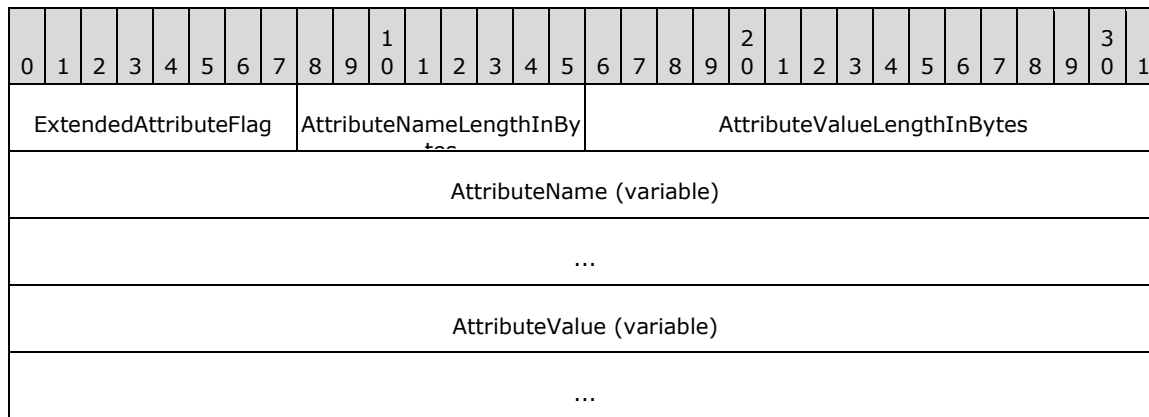 1 2 3
0 1 2 3 4 5 6 7 8 9 0 1 2 3 4 5 6 7 8 9 0 1 2 3 4 5 6 7 8 9 0 1
ExtendedAttributeFlag AttributeNameLengthInBy AttributeValueLengthInBytes
tes
AttributeName (variable)
...
AttributeValue (variable)
...